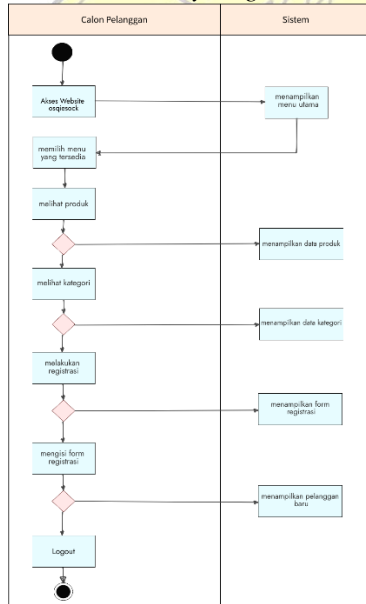 Calon Pelanggan
Sistem
Akses Website
osqiesock
menampilkan
menu utama
memilih menu
yang tersedia
melihat produk
menampilkan data produk
melihat kategori
menampilkan data kategori
melakukan
registrasi
menampilkan form
registrasi
mengisi form
registrasi
menampilkan pelanggan
baru
Logout